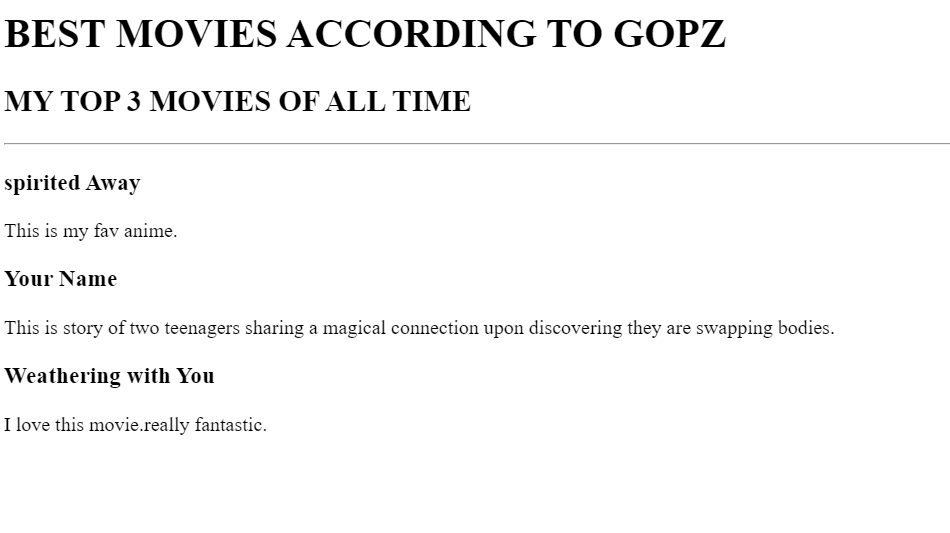 BEST MOVIES ACCORDING TO GOPZ
MY TOP 3 MOVIES OF ALL TIME
spirited Away
This is my fav anime.
Your Name
This is story of two teenagers sharing a magical connection upon discovering they are swapping bodies.
Weathering with You
I love this movie.really fantastic.